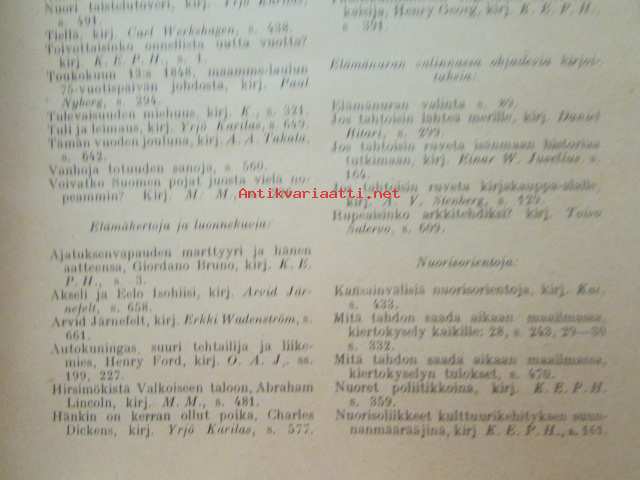 Nuori taistelutoveri, kirj. Yrjö Karilas,
s. 491.
Tiellä, kirj. Carl Werkshagen, s. 438.
Toivottaisinko onnellista uutta vuotta?
kirj. K. E. P. H., s. 1.
Toukokuun 13:s 1848, maamme-laulun
75-vuotispäivän johdosta, kirj. Paul
Nyberg, s. 294.
Tulevaisuuden miehuus, kirj. K., s. 321.
Tuli ja leimaus, kirj. Yrjö Karilas, s. 649.
Tämän vuoden jouluna, kirj. A. A. Takala,
s. 642.
Vanhoja totuuden sanoja, s. 560.
Voivatko Suomen pojat juosta vielä no-
peammin? Kirj. M. M.,
Elämäkertoja ja luonnekuvia:
Ajatuksenvapauden marttyyri ja hänen
aatteensa, Giordano Bruno, kirj. K. E.
P. H., s. 3.
Akseli ja Eelo Isohiisi, kirj. Arvid Jär-
nefelt, s. 658.
Arvid Järnefelt, kirj. Erkki Wadenström, s.
661.
Autokuningas, suuri tehtailija ja liike-
mies, Henry Ford, kirj. O. A. J., ss.
199, 227.
Hirsimökistä Valkoiseen taloon, Abraham
Lincoln, kirj. M. M., s. 481.
Hänkin on kerran ollut poika, Charles
Dickens, kirj. Yrjö Karilas, s. 577.
kaisija, Henry Georg, kirj. K. E. P. H.,
s. 391.
Elämänuran valinnassa ohjaavia kirjoi-
tuksia:
Elämänuran valinta s. 89.
Jos tahtoisin lähteä merille, kirj. Daniel
Ritari, s. 299.
Jos tahtoisin ruveta isänmaan historiaa
tutkimaan, kirj. Einar W. Juselius s.
164.
Jos tahtoisin ruveta kirjakauppa-alalle,
kirj. A. V. Stenberg, s. 129.
Rupeaisinko arkkitehdiksi? kirj. Toivo
Salervo, s. 609.
Nuorisorientoja:
Kansainvälisiä nuorisorientoja, kirj. Kai,
s. 433.
Mitä tahdon saada aikaan maailmassa,
kiertokysely kaikille: 28, s. 243, 29—30
s. 332.
Mitä tahdon saada aikaan maailmassa,
kiertokyselyn tulokset, s. 470.
Nuoret poliitikkoina, kirj. K. E. P. H.
s. 359.
Nuorisoliikkeet kulttuurikehityksen suun-
nanmäärääjinä, kirj. K. E. P. H., s. 161.
Antikvariaatti.net